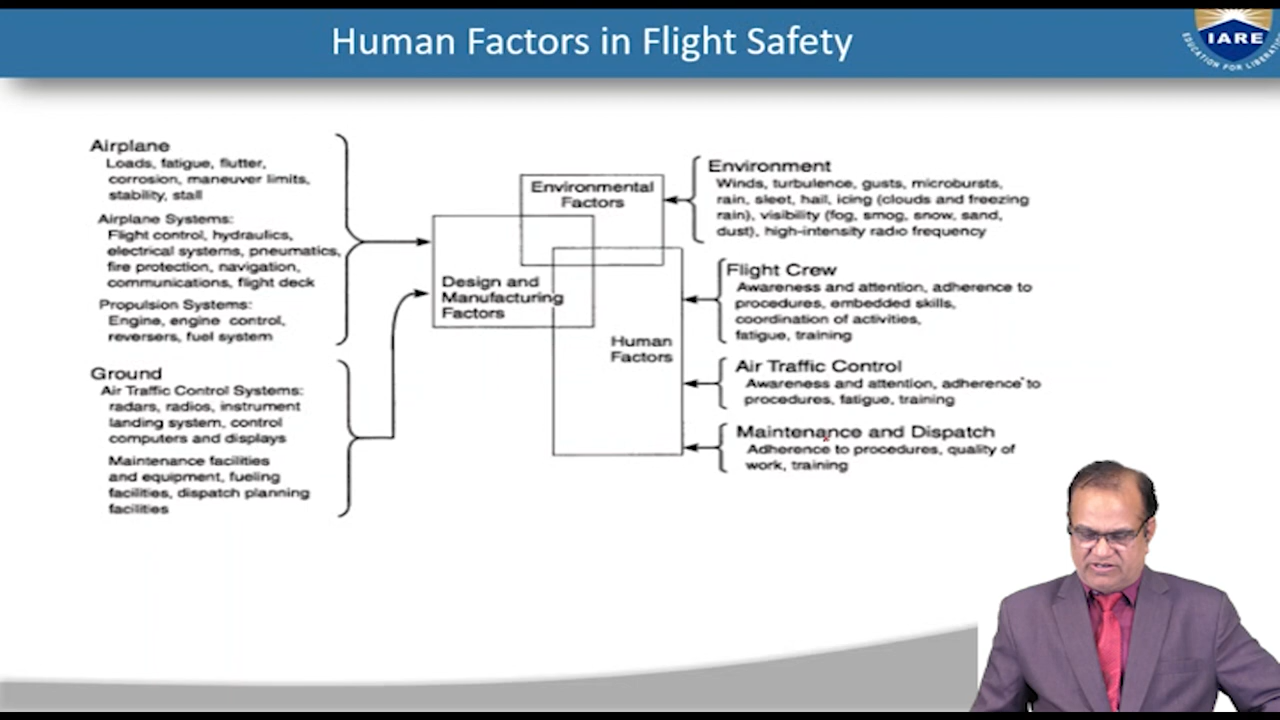 Human Factors in Flight Safety
IARE
EDUCATION FOR LIBERA
Airplane
Loads, fatigue, flutter,
corrosion, maneuver limits,
stability, stall
Airplane Systems:
Flight control, hydraulics,
electrical systems, pneumatics,
fire protection, navigation,
communications, flight deck
Propulsion Systems:
Engine, engine control,
reversers, fuel system
Ground
Air Traffic Control Systems:
radars, radios, instrument
landing system, control
computers and displays
Maintenance facilities
and equipment, fueling
facilities, dispatch planning
facilities
Environmental
Factors
Design and
Manufacturing
Factors
Human
Factors
Environment
Winds, turbulence, gusts, microbursts,
rain, sleet, hail, icing (clouds and freezing
rain), visibility (fog, smog, snow, sand,
dust), high-intensity radio frequency
Flight Crew
Awareness and attention, adherence to
procedures, embedded skills,
coordination of activities,
fatigue, training
Air Traffic Control
Awareness and attention, adherence to
procedures, fatigue, training
Maintenance and Dispatch
Adherence to procedures, quality of
work, training